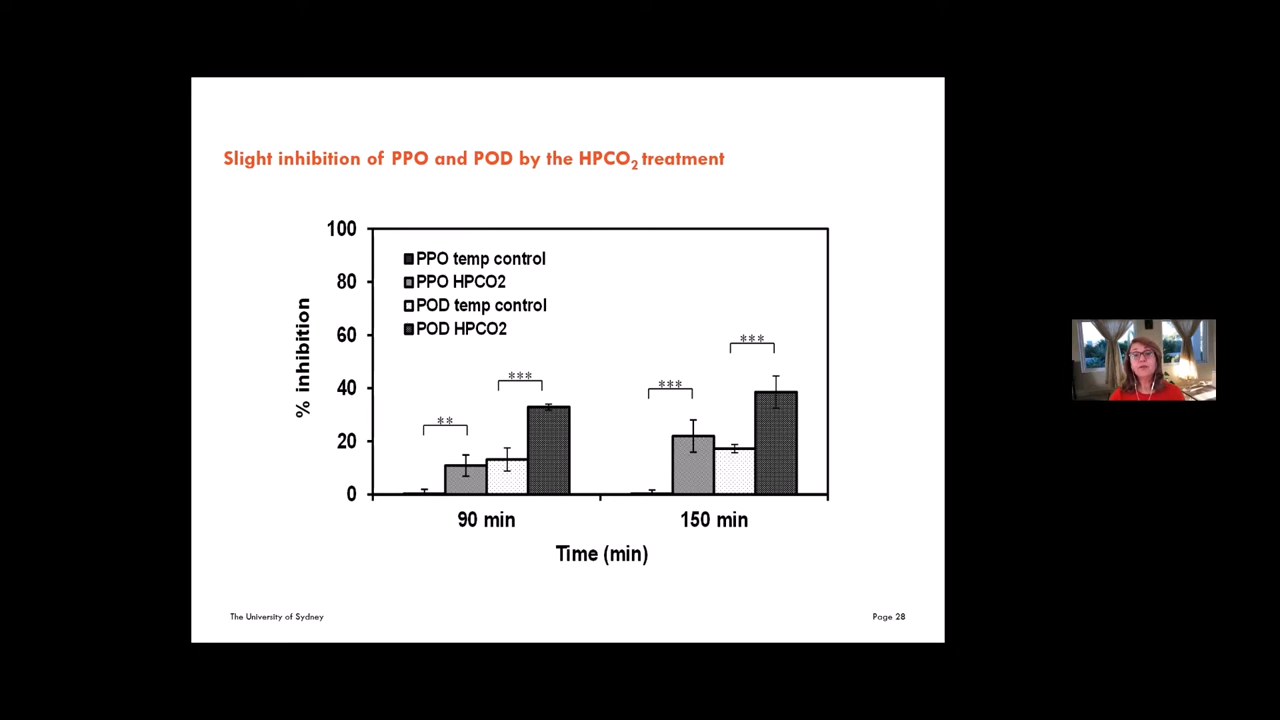 Slight inhibition of PPO and POD by the HPCO2 treatment
100
80
60
40
20
0
% inhibition
PPO temp control
PPO HPCO2
POD temp control
POD HPCO2
**
***
***
***
90 min
150 min
Time (min)
The University of Sydney
Page 28